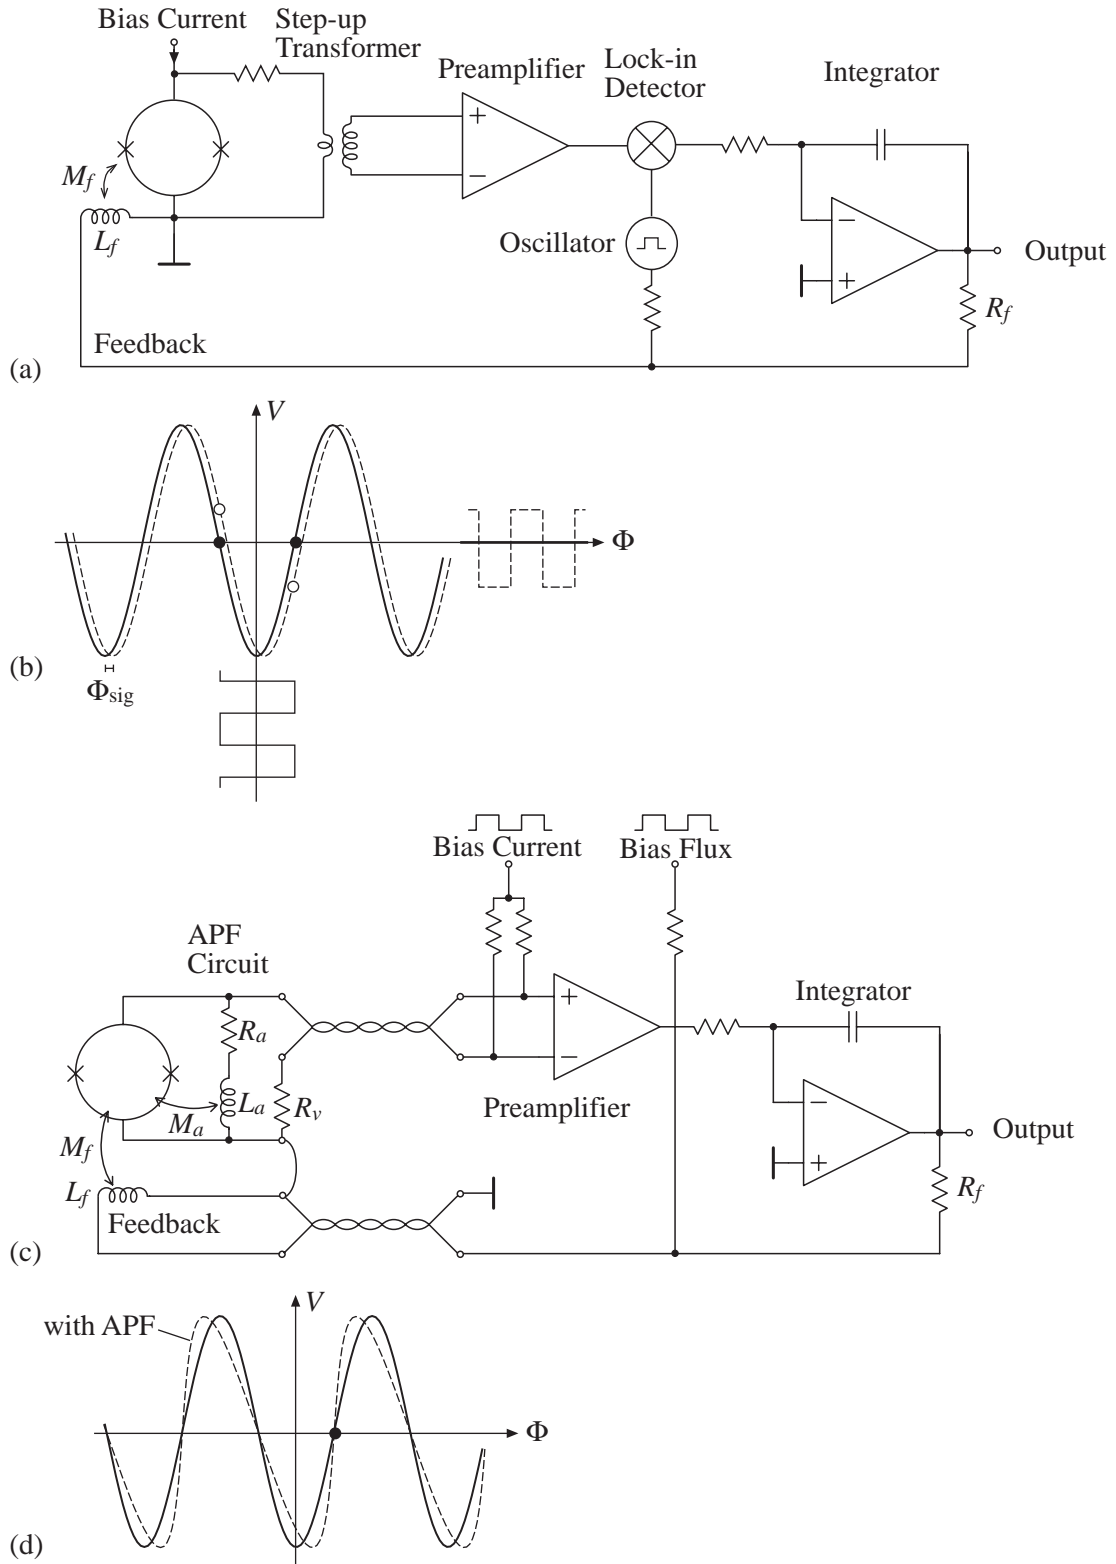 Bias Current
Step-up
Transformer
Preamplifier
Lock-in
Detector
Integrator
+
−
M_f
L_f
Oscillator
−
+
Output
R_f
Feedback
(a)
V
Φ
(b)
Φ_sig
Bias Current
Bias Flux
APF
Circuit
R_a
L_a
M_a
R_v
M_f
L_f
Feedback
+
−
Preamplifier
Integrator
−
+
Output
R_f
(c)
with APF
V
Φ
(d)